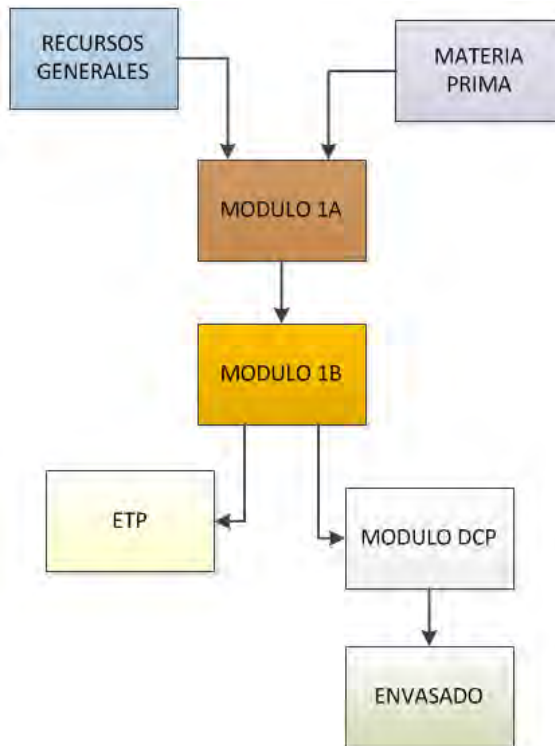 RECURSOS
GENERALES
MATERIA
PRIMA
MODULO 1A
MODULO 1B
ETP
MODULO DCP
ENVASADO